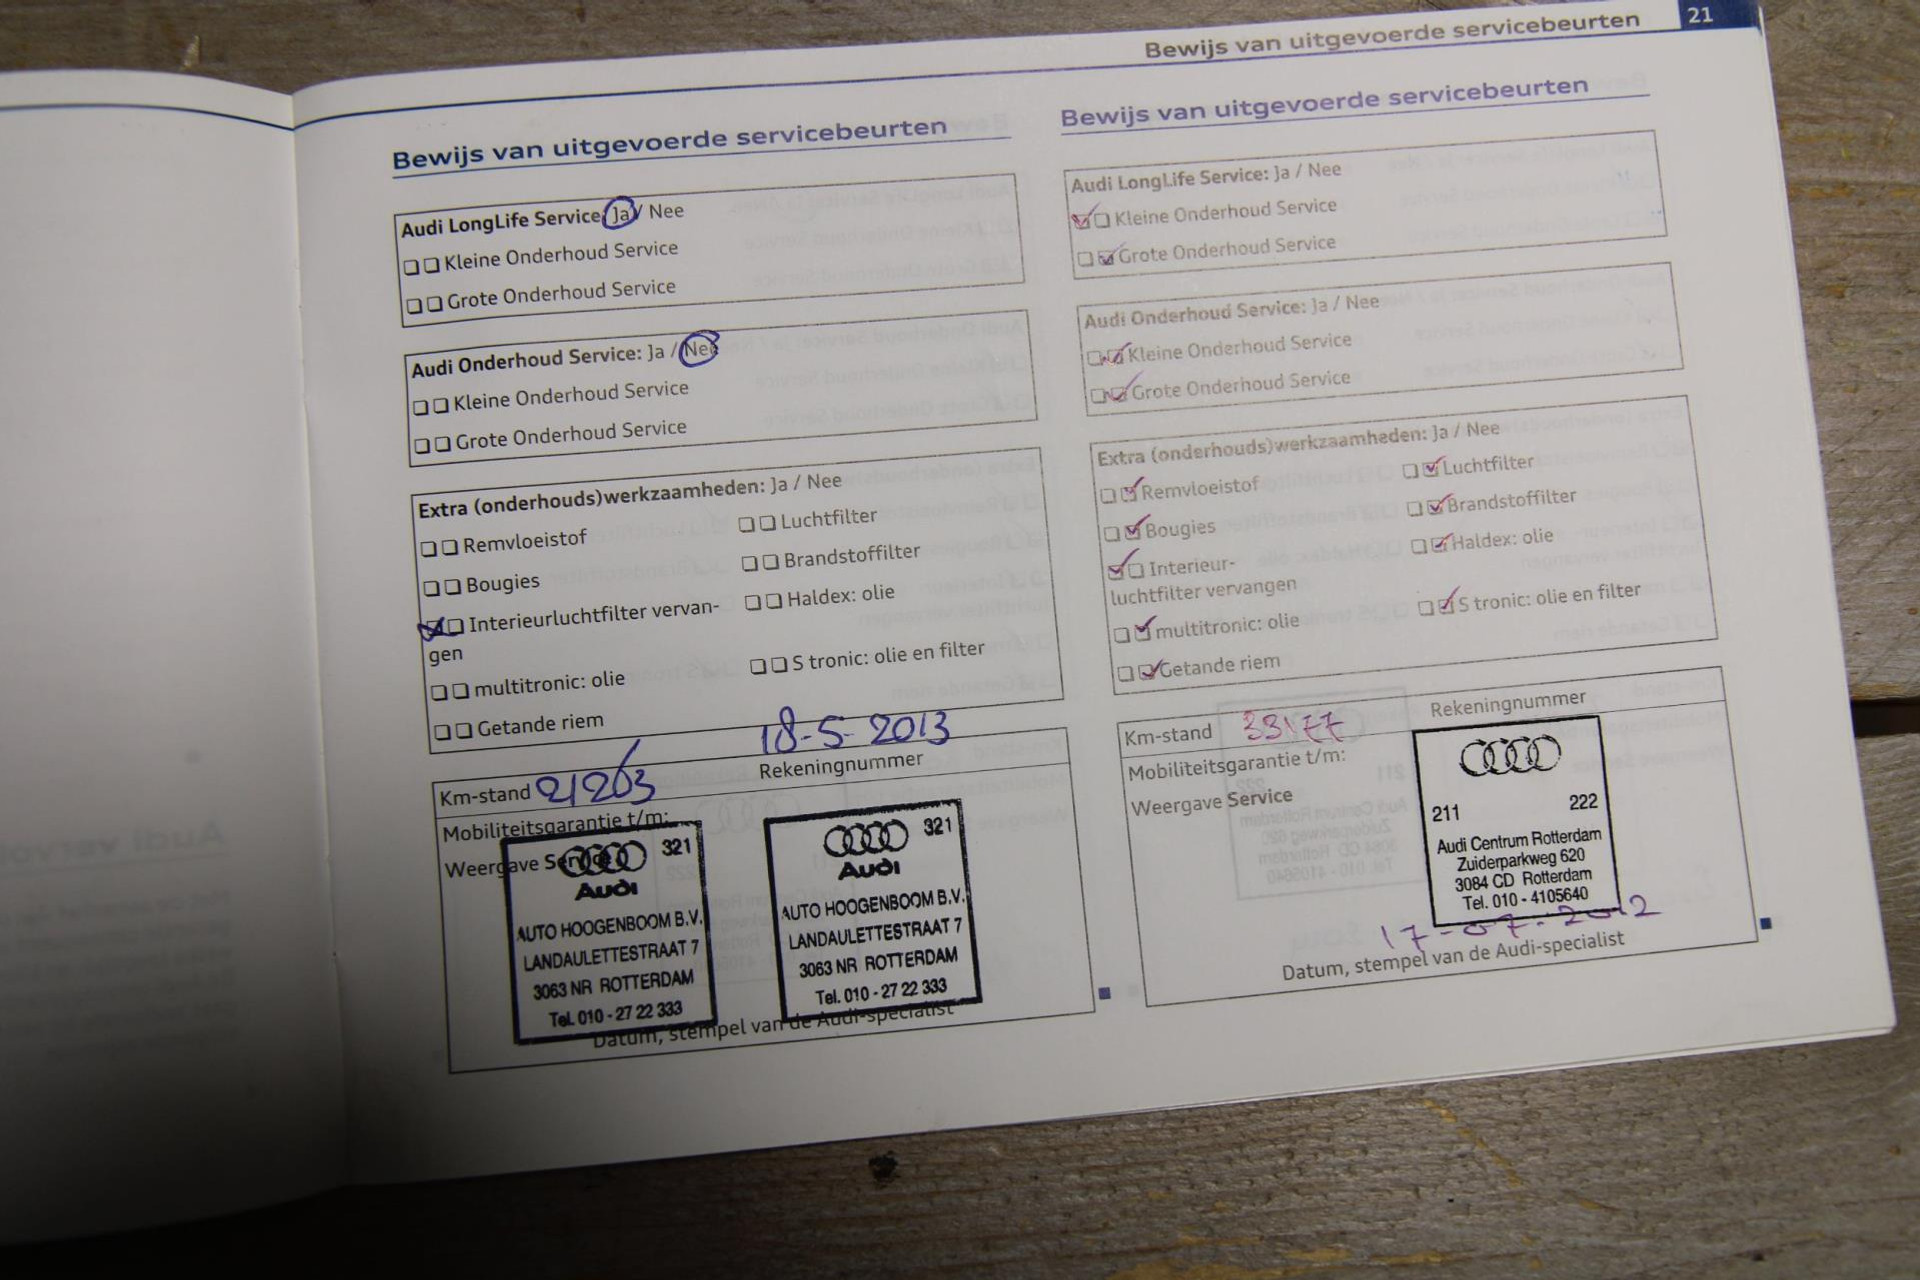 Bewijs van uitgevoerde servicebeurten 21
Bewijs van uitgevoerde servicebeurten
Audi LongLife Service: Ja / Nee
Kleine Onderhoud Service
Grote Onderhoud Service
Audi Onderhoud Service: Ja / Nee
Kleine Onderhoud Service
Grote Onderhoud Service
Extra (onderhouds)werkzaamheden: Ja / Nee
Remvloeistof
Luchtfilter
Bougies
Brandstoffilter
Interieurluchtfilter vervan-
gen
Haldex: olie
multitronic: olie
S tronic: olie en filter
Getande riem
18-5-2013
Km-stand 21263
Rekeningnummer
Mobiliteitsgarantie t/m:
Weergave Service
321
Audi
AUTO HOOGENBOOM B.V.
LANDAULETTESTRAAT 7
3063 NR ROTTERDAM
Tel. 010 - 27 22 333
321
Audi
AUTO HOOGENBOOM B.V.
LANDAULETTESTRAAT 7
3063 NR ROTTERDAM
Tel. 010 - 27 22 333
Datum, stempel van de Audi-specialist
Bewijs van uitgevoerde servicebeurten
Audi LongLife Service: Ja / Nee
Kleine Onderhoud Service
Grote Onderhoud Service
Audi Onderhoud Service: Ja / Nee
Kleine Onderhoud Service
Grote Onderhoud Service
Extra (onderhouds)werkzaamheden: Ja / Nee
Remvloeistof
Luchtfilter
Bougies
Brandstoffilter
Interieur-
luchtfilter vervangen
Haldex: olie
multitronic: olie
S tronic: olie en filter
Getande riem
Km-stand
Rekeningnummer
Mobiliteitsgarantie t/m:
Weergave Service
211 222
Audi Centrum Rotterdam
Zuiderparkweg 620
3084 CD Rotterdam
Tel. 010 - 4105640
17-07-2012
Datum, stempel van de Audi-specialist